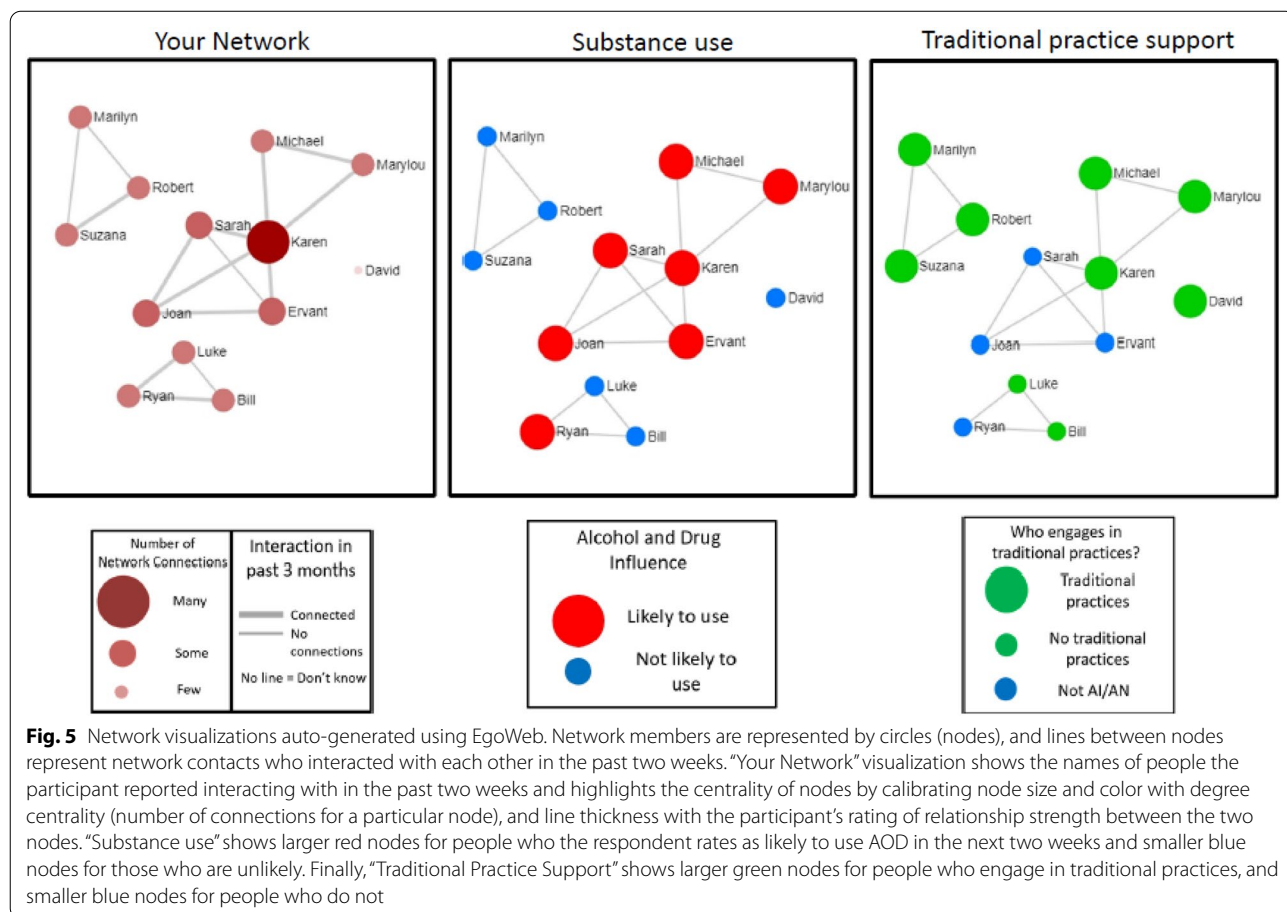 Your Network
Substance use
Traditional practice support
Marilyn
Michael
Marylou
Robert
Sarah
Suzana
Karen
David
Joan
Ervant
Luke
Ryan
Bill
Marilyn
Michael
Marylou
Robert
Sarah
Suzana
Karen
David
Joan
Ervant
Luke
Ryan
Bill
Marilyn
Michael
Marylou
Robert
Sarah
Suzana
Karen
David
Joan
Ervant
Luke
Ryan
Bill
Number of
Network Connections
Many
Some
Few
Interaction in
past 3 months
Connected
No
connections
No line = Don't know
Alcohol and Drug
Influence
Likely to use
Not likely to
use
Who engages in
traditional practices?
Traditional
practices
No traditional
practices
Not AI/AN
Fig. 5 Network visualizations auto-generated using EgoWeb. Network members are represented by circles (nodes), and lines between nodes
represent network contacts who interacted with each other in the past two weeks. “Your Network” visualization shows the names of people the
participant reported interacting with in the past two weeks and highlights the centrality of nodes by calibrating node size and color with degree
centrality (number of connections for a particular node), and line thickness with the participant’s rating of relationship strength between the two
nodes. “Substance use” shows larger red nodes for people who the respondent rates as likely to use AOD in the next two weeks and smaller blue
nodes for those who are unlikely. Finally, “Traditional Practice Support” shows larger green nodes for people who engage in traditional practices, and
smaller blue nodes for people who do not